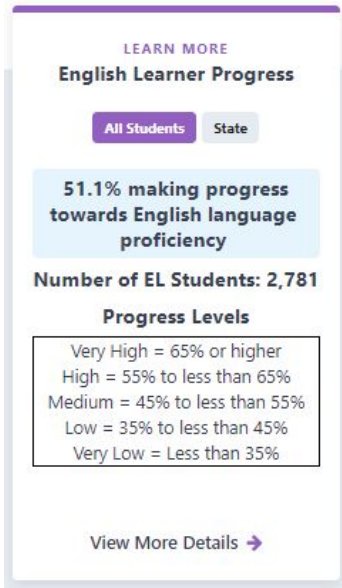 LEARN MORE
English Learner Progress
All Students State
51.1% making progress
towards English language
proficiency
Number of EL Students: 2,781
Progress Levels
Very High = 65% or higher
High = 55% to less than 65%
Medium = 45% to less than 55%
Low = 35% to less than 45%
Very Low = Less than 35%
View More Details →